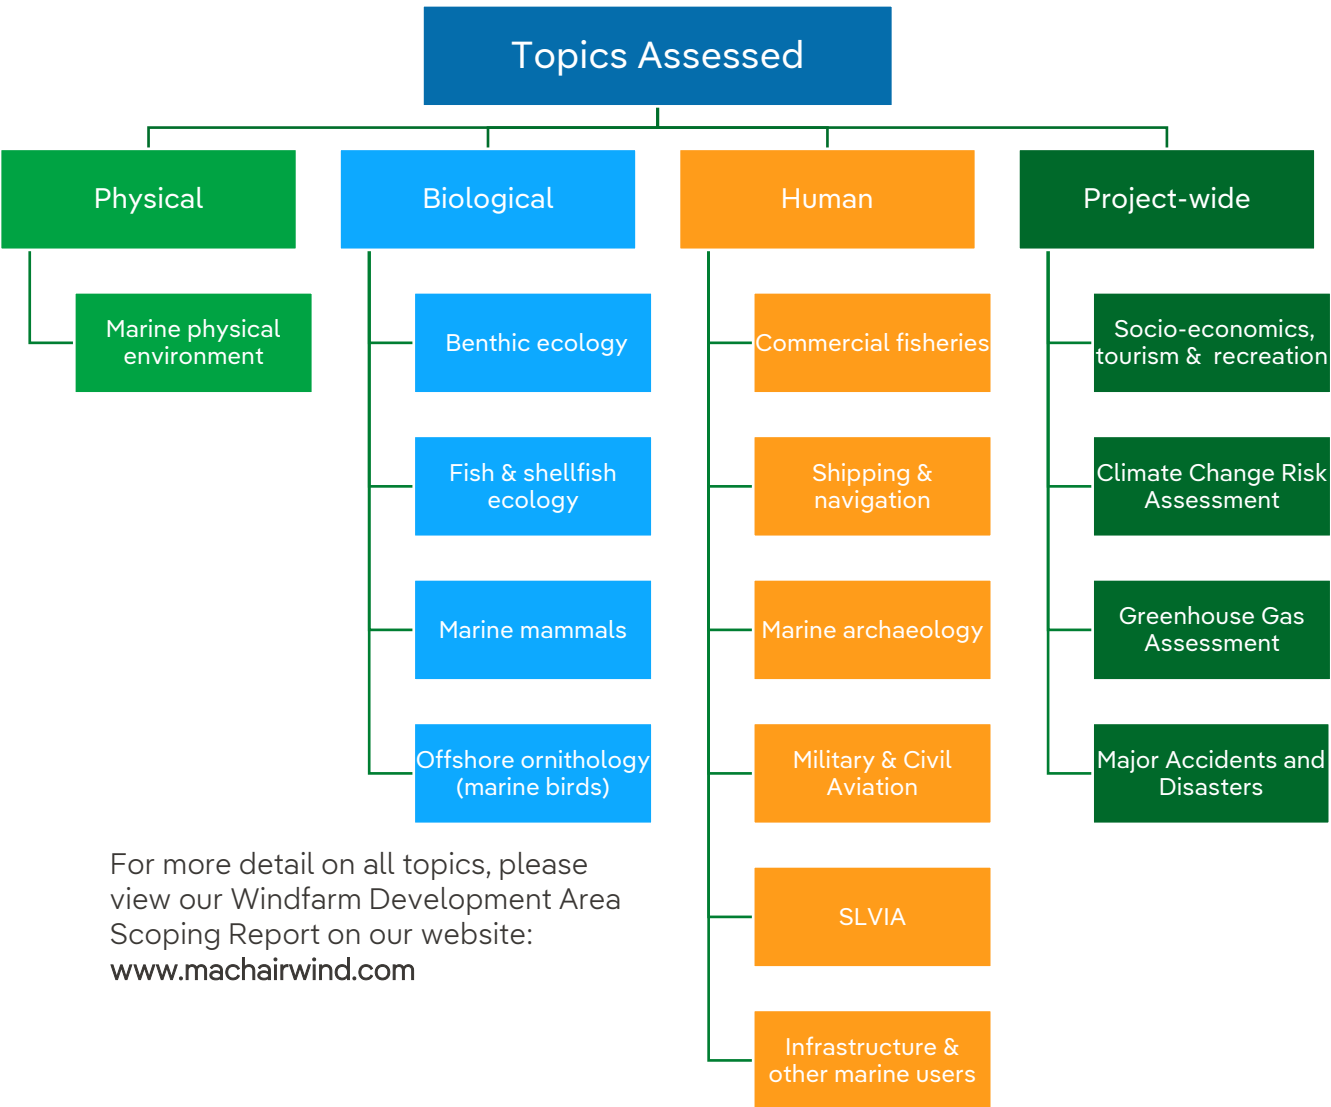 Topics Assessed
Physical
Biological
Human
Project-wide
Marine physical
environment
Benthic ecology
Fish & shellfish
ecology
Marine mammals
Offshore ornithology
(marine birds)
Commercial fisheries
Shipping &
navigation
Marine archaeology
Military & Civil
Aviation
SLVIA
Infrastructure &
other marine users
Socio-economics,
tourism & recreation
Climate Change Risk
Assessment
Greenhouse Gas
Assessment
Major Accidents and
Disasters
For more detail on all topics, please
view our Windfarm Development Area
Scoping Report on our website:
www.machairwind.com